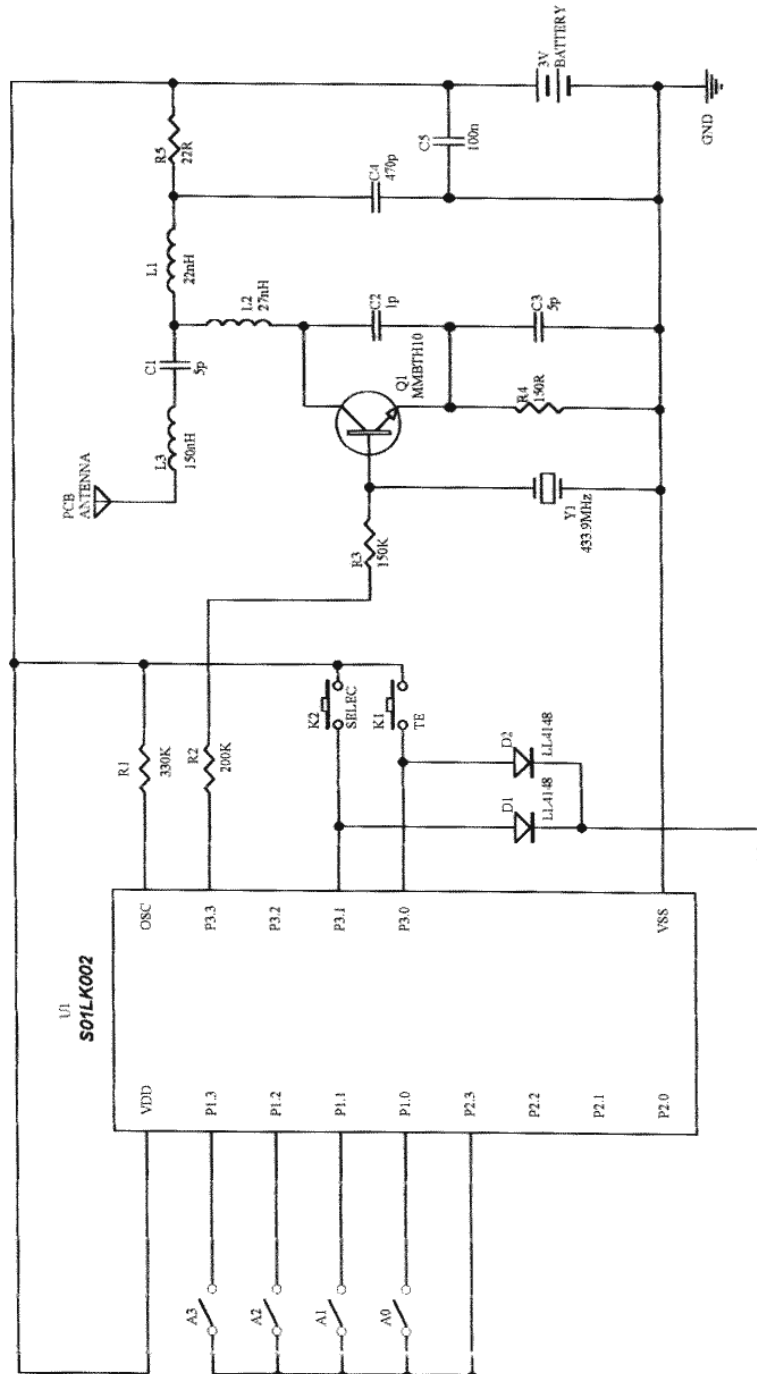 PCB
ANTENNA
L3
150nH
C1
5p
L1
22nH
R5
22R
L2
27nH
C4
470p
C5
100n
3V
BATTERY
GND
Q1
MMBTH10
C2
1p
C3
5p
R4
150R
Y1
433.9MHz
R3
150K
R1
330K
R2
200K
K2
SELEC
K1
TE
D2
LL4148
D1
LL4148
U1
S01LK002
OSC
P3.3
P3.2
P3.1
P3.0
VSS
VDD
P1.3
P1.2
P1.1
P1.0
P2.3
P2.2
P2.1
P2.0
A3
A2
A1
A0